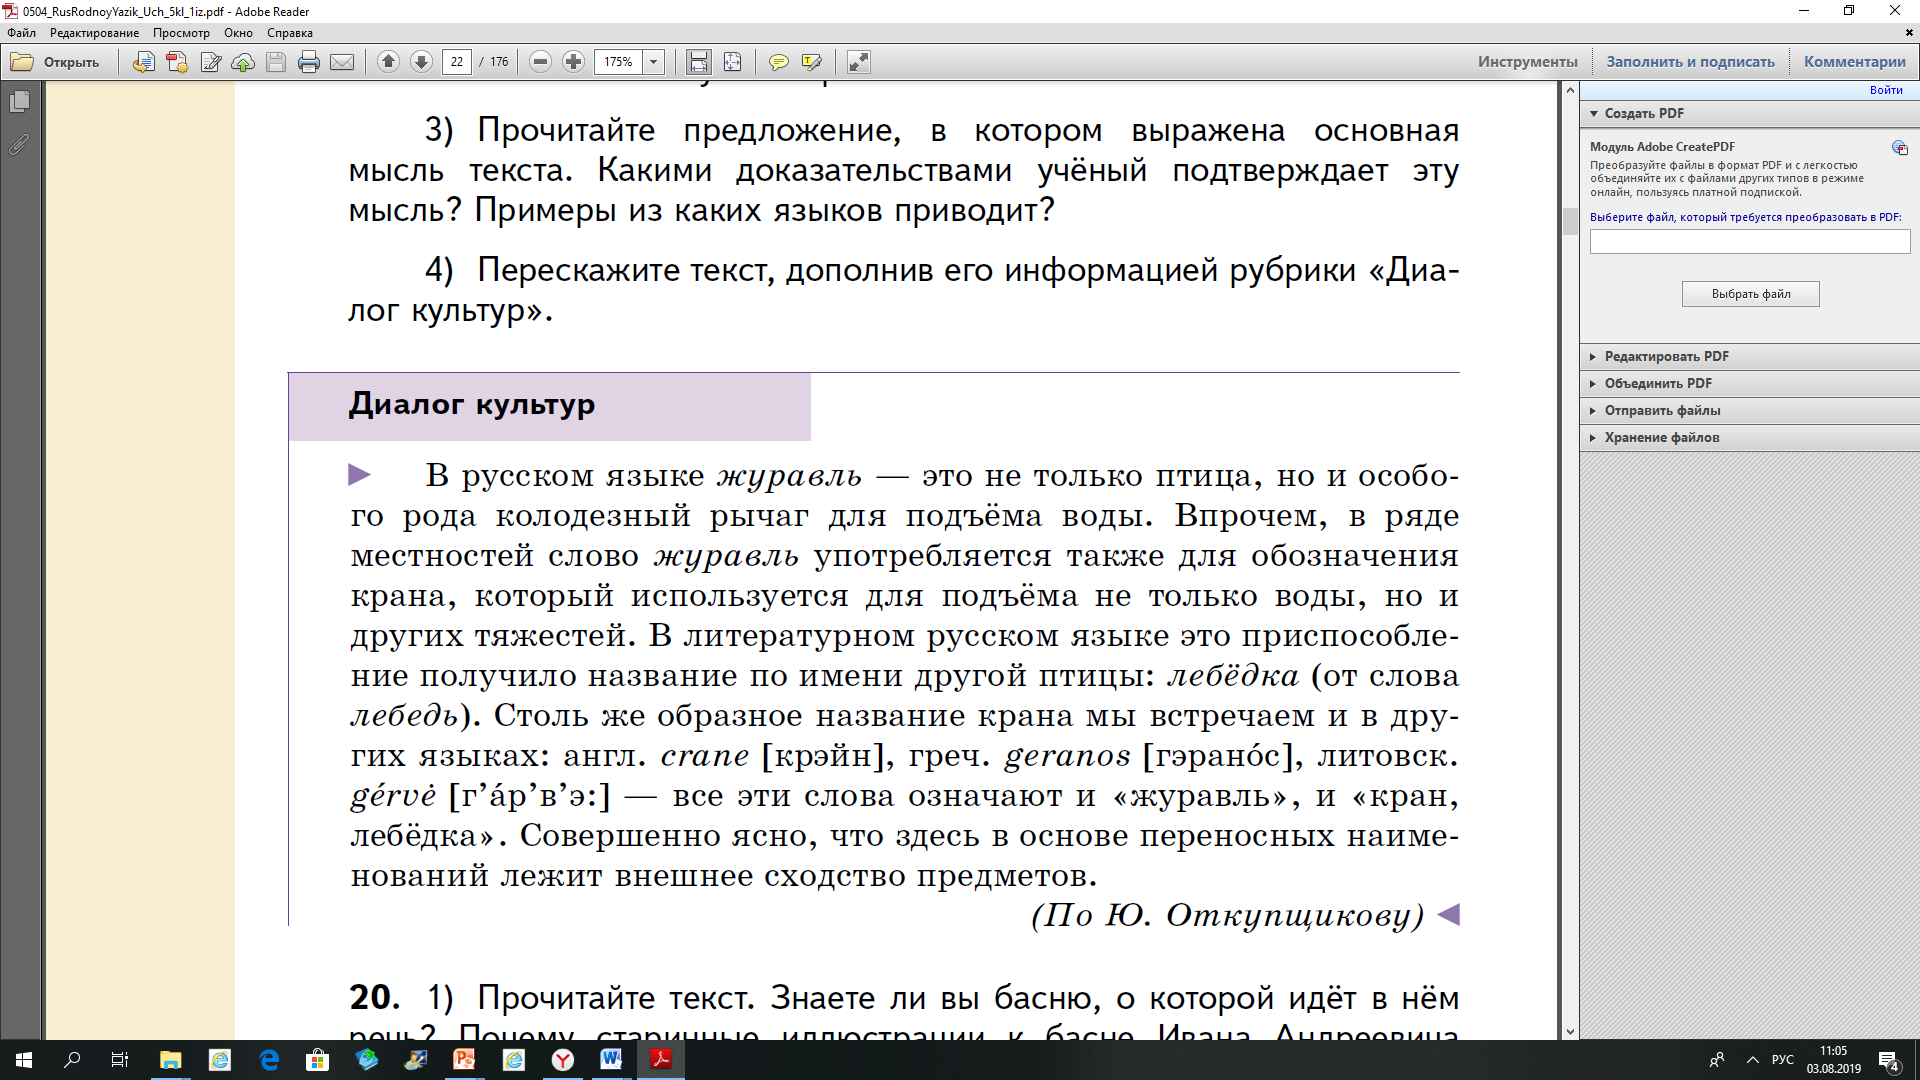 0504_RusRodnoyYazik_Uch_5kl_1iz.pdf - Adobe Reader
Файл Редактирование Просмотр Окно Справка
Открыть 22 / 176 175% Инструменты Заполнить и подписать Комментарии
3) Прочитайте предложение, в котором выражена основная
мысль текста. Какими доказательствами учёный подтверждает эту
мысль? Примеры из каких языков приводит?
4) Перескажите текст, дополнив его информацией рубрики «Диа-
лог культур».
Диалог культур
В русском языке журавль — это не только птица, но и особо-
го рода колодезный рычаг для подъёма воды. Впрочем, в ряде
местностей слово журавль употребляется также для обозначения
крана, который используется для подъёма не только воды, но и
других тяжестей. В литературном русском языке это приспособле-
ние получило название по имени другой птицы: лебёдка (от слова
лебедь). Столь же образное название крана мы встречаем и в дру-
гих языках: англ. crane [крэйн], греч. geranos [гэрано́с], литовск.
gérvė [г’а́р’в’э:] — все эти слова означают и «журавль», и «кран,
лебёдка». Совершенно ясно, что здесь в основе переносных наиме-
нований лежит внешнее сходство предметов.
(По Ю. Откупщикову)
20. 1) Прочитайте текст. Знаете ли вы басню, о которой идёт в нём
речь? Почему старинные иллюстрации к басне Ивана Андреевича
Войти
Создать PDF
Модуль Adobe CreatePDF
Преобразуйте файлы в формат PDF и с легкостью
объединяйте их с файлами других типов в режиме
онлайн, пользуясь платной подпиской.
Выберите файл, который требуется преобразовать в PDF:
Выбрать файл
Редактировать PDF
Объединить PDF
Отправить файлы
Хранение файлов
РУС
11:05
03.08.2019
4